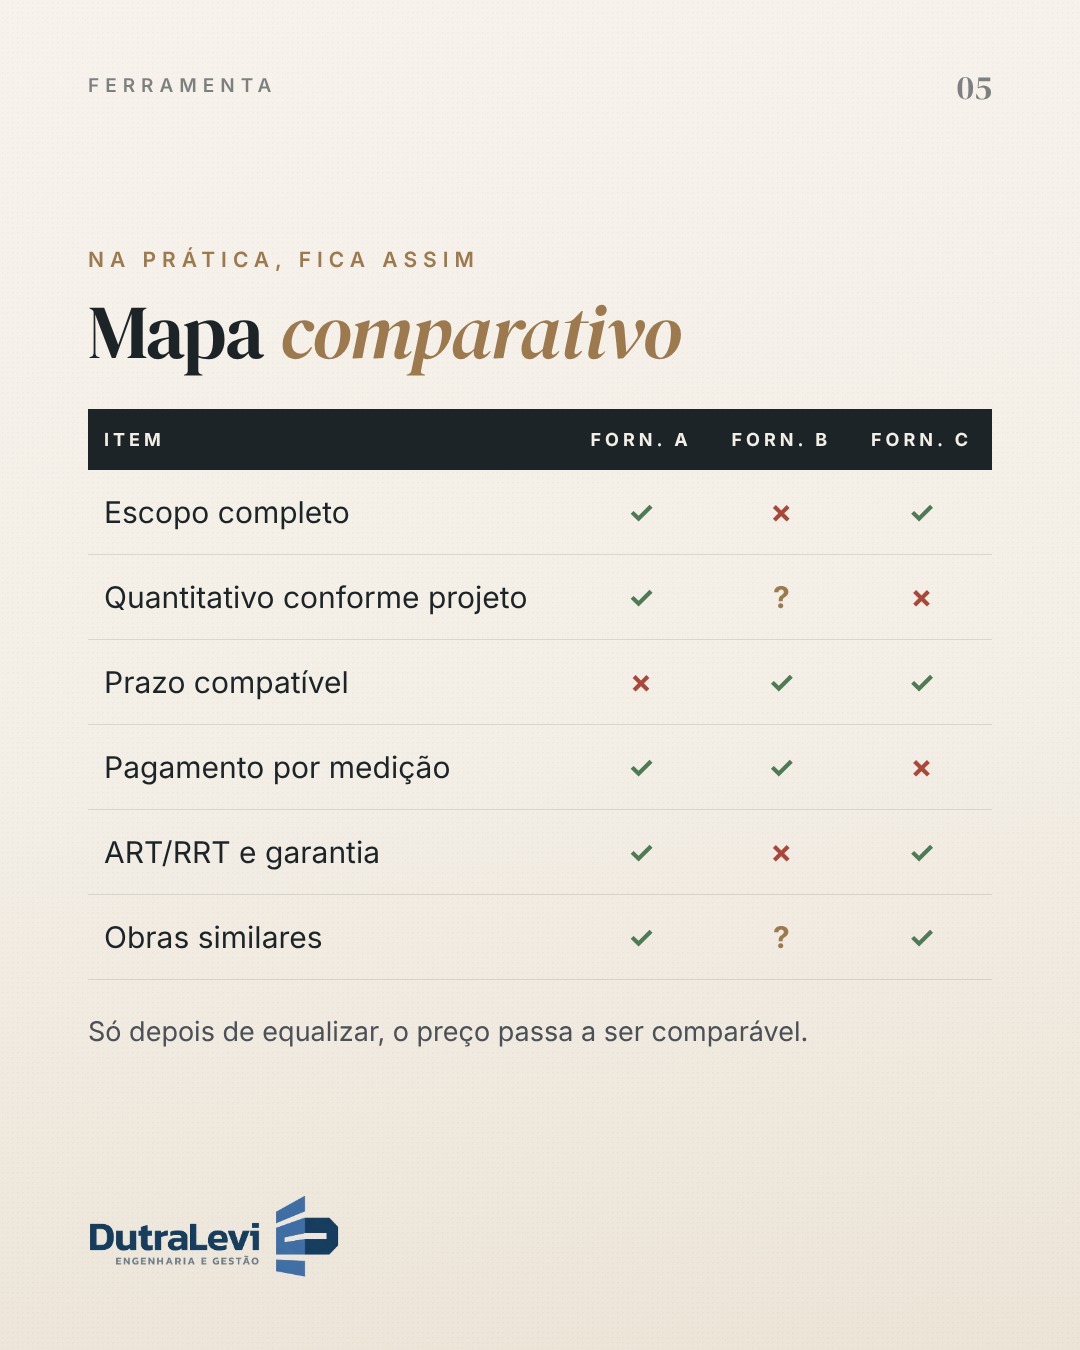 FERRAMENTA 05
NA PRÁTICA, FICA ASSIM
Mapa comparativo
ITEM FORN. A FORN. B FORN. C
Escopo completo ✓ ✗ ✓
Quantitativo conforme projeto ✓ ? ✗
Prazo compatível ✗ ✓ ✓
Pagamento por medição ✓ ✓ ✗
ART/RRT e garantia ✓ ✗ ✓
Obras similares ✓ ? ✓
Só depois de equalizar, o preço passa a ser comparável.
DutraLevi
ENGENHARIA E GESTÃO